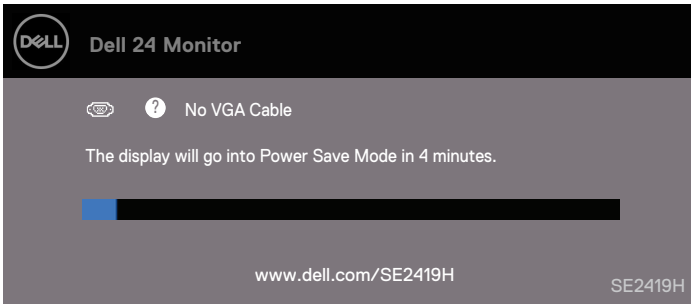 DELL
Dell 24 Monitor
? No VGA Cable
The display will go into Power Save Mode in 4 minutes.
www.dell.com/SE2419H
SE2419H